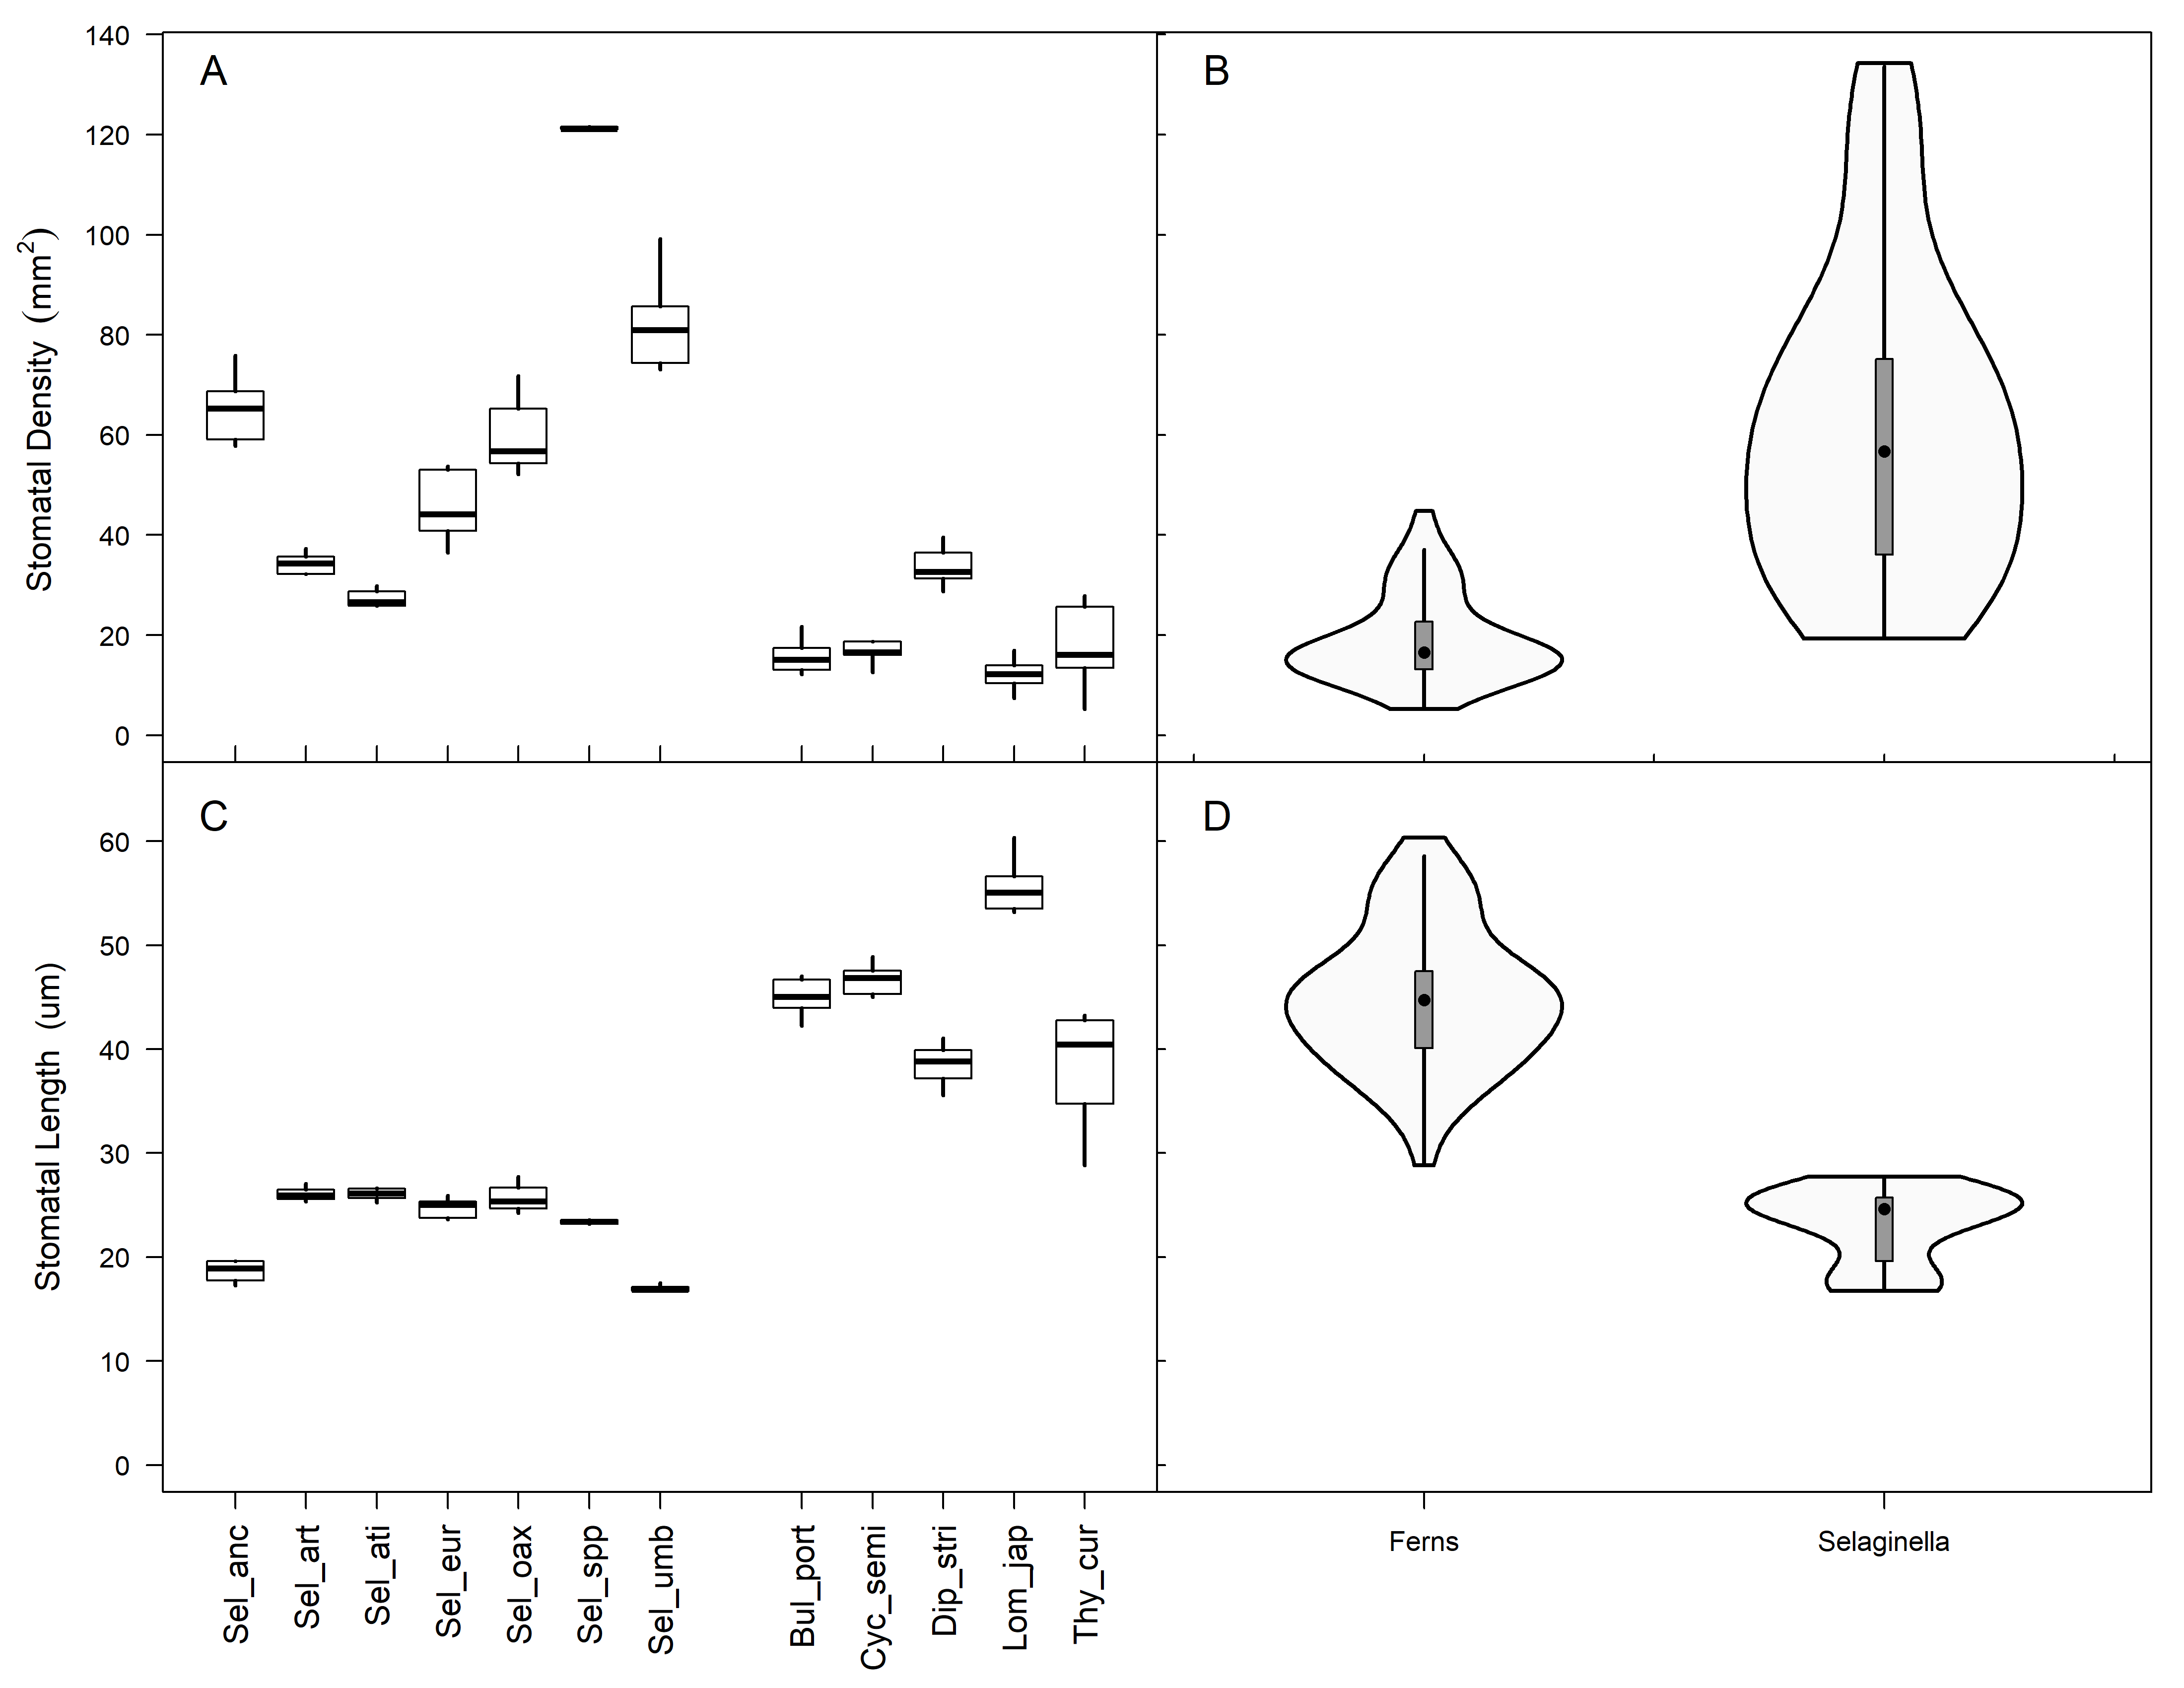 A
B
Stomatal Density (mm2)
140
120
100
80
60
40
20
0
C
D
Stomatal Length (um)
60
50
40
30
20
10
0
Sel_anc
Sel_art
Sel_ati
Sel_eur
Sel_oax
Sel_spp
Sel_umb
Bul_port
Cyc_semi
Dip_stri
Lom_jap
Thy_cur
Ferns
Selaginella